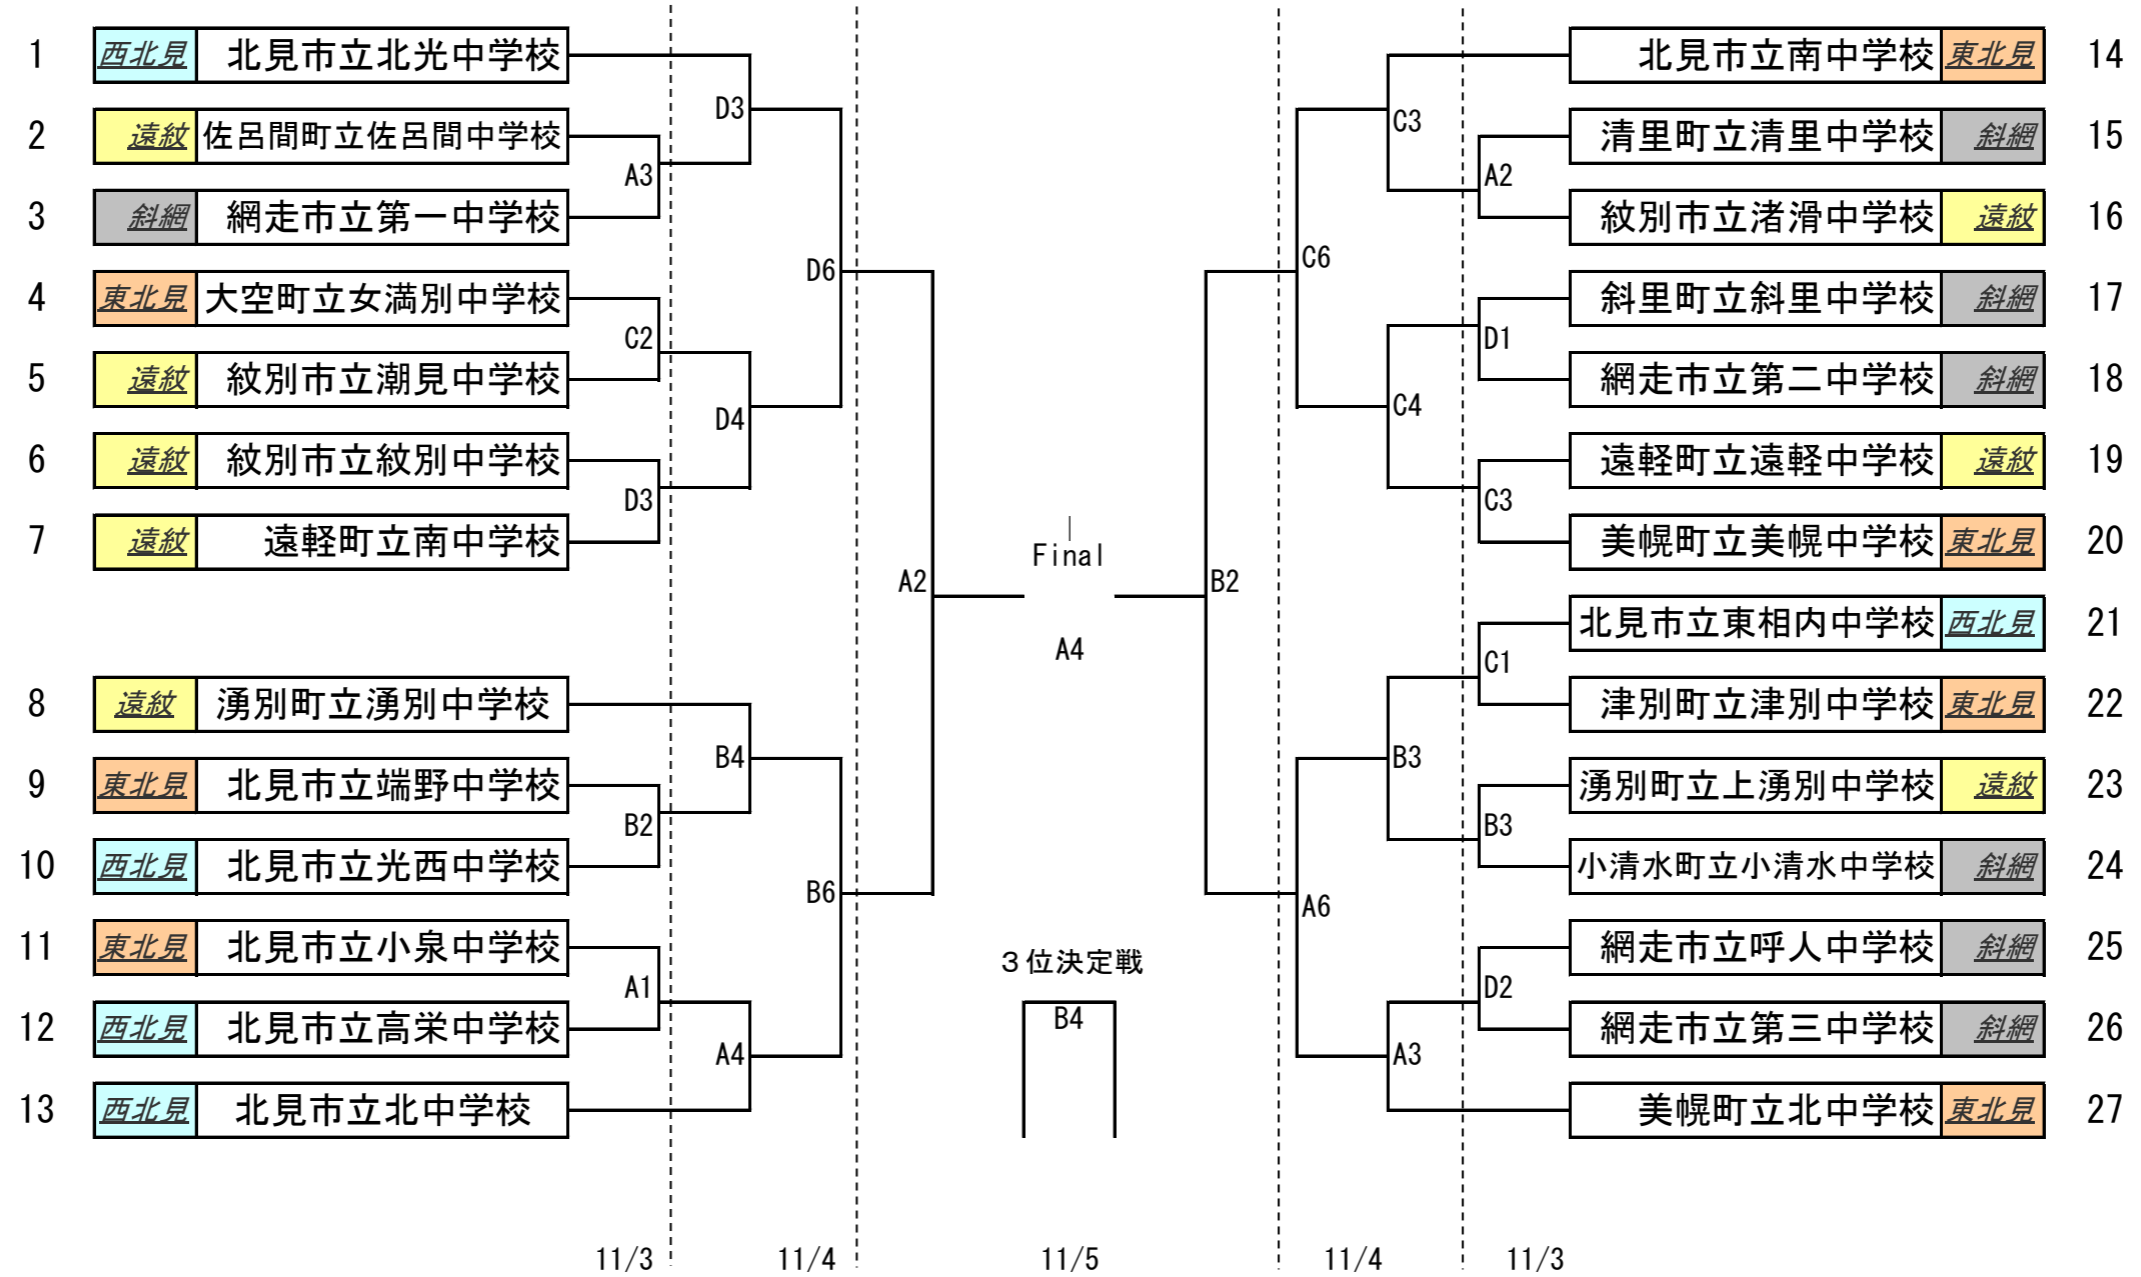 1 西北見 北見市立北光中学校
2 遠紋 佐呂間町立佐呂間中学校
3 斜網 網走市立第一中学校
4 東北見 大空町立女満別中学校
5 遠紋 紋別市立潮見中学校
6 遠紋 紋別市立紋別中学校
7 遠紋 遠軽町立南中学校
8 遠紋 湧別町立湧別中学校
9 東北見 北見市立端野中学校
10 西北見 北見市立光西中学校
11 東北見 北見市立小泉中学校
12 西北見 北見市立高栄中学校
13 西北見 北見市立北中学校
A3
C2
D3
B2
A1
D3
D4
B4
A4
D6
B6
A2
Final
A4
3位決定戦
B4
B2
C6
A6
C3
C4
B3
A3
A2
D1
C3
C1
B3
D2
北見市立南中学校 東北見 14
清里町立清里中学校 斜網 15
紋別市立渚滑中学校 遠紋 16
斜里町立斜里中学校 斜網 17
網走市立第二中学校 斜網 18
遠軽町立遠軽中学校 遠紋 19
美幌町立美幌中学校 東北見 20
北見市立東相内中学校 西北見 21
津別町立津別中学校 東北見 22
湧別町立上湧別中学校 遠紋 23
小清水町立小清水中学校 斜網 24
網走市立呼人中学校 斜網 25
網走市立第三中学校 斜網 26
美幌町立北中学校 東北見 27
11/3 11/4 11/5 11/4 11/3